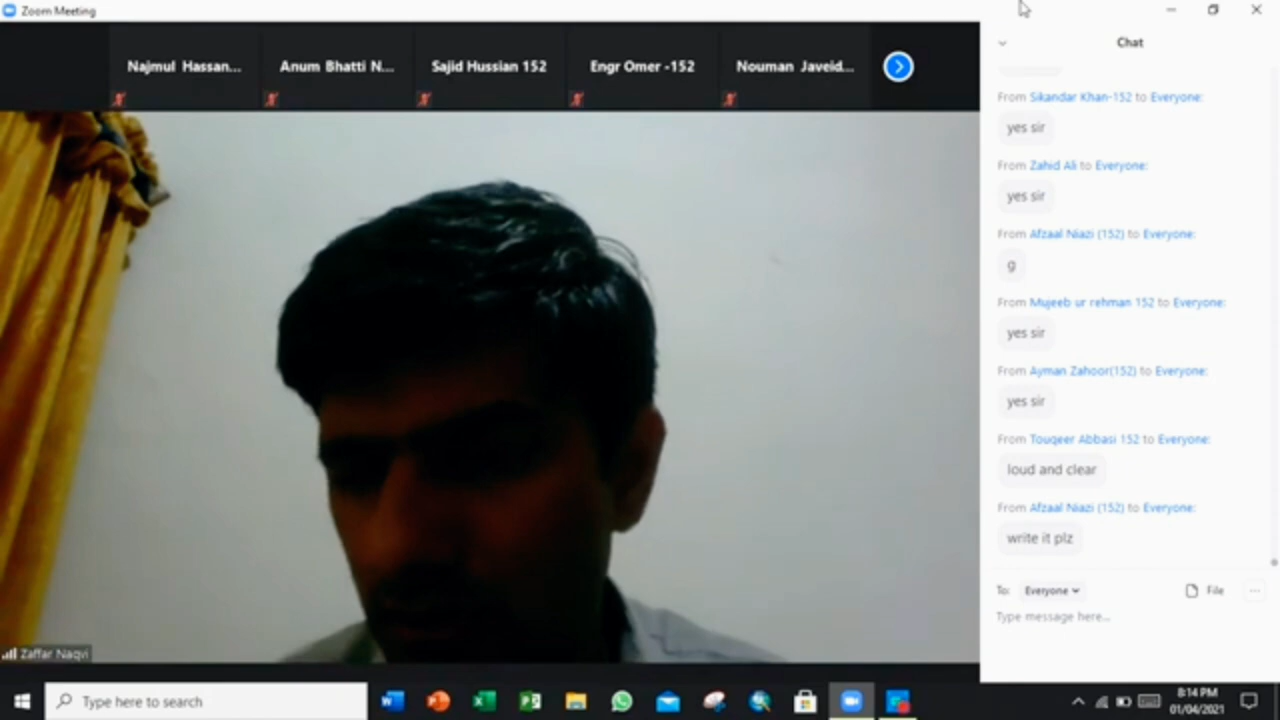 Zoom Meeting
Najmul Hassan...
Anum Bhatti N...
Sajid Hussian 152
Engr Omer -152
Nouman Javeid...
Chat
From Sikandar Khan-152 to Everyone:
yes sir
From Zahid Ali to Everyone:
yes sir
From Afzaal Niazi (152) to Everyone:
g
From Mujeeb ur rehman 152 to Everyone:
yes sir
From Ayman Zahoor(152) to Everyone:
yes sir
From Touqeer Abbasi 152 to Everyone:
loud and clear
From Afzaal Niazi (152) to Everyone:
write it plz
To: Everyone
File
Type message here...
Zaffar Naqvi
Type here to search
8:14 PM
01/04/2021